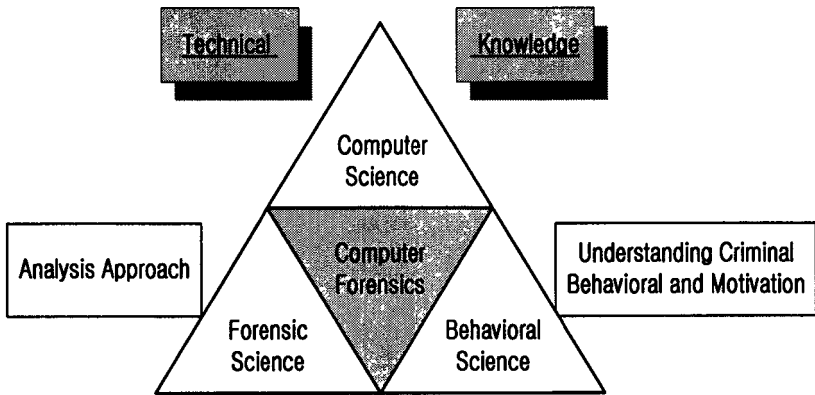 Technical
Knowledge
Computer
Science
Analysis Approach
Computer
Forensics
Understanding Criminal
Behavioral and Motivation
Forensic
Science
Behavioral
Science